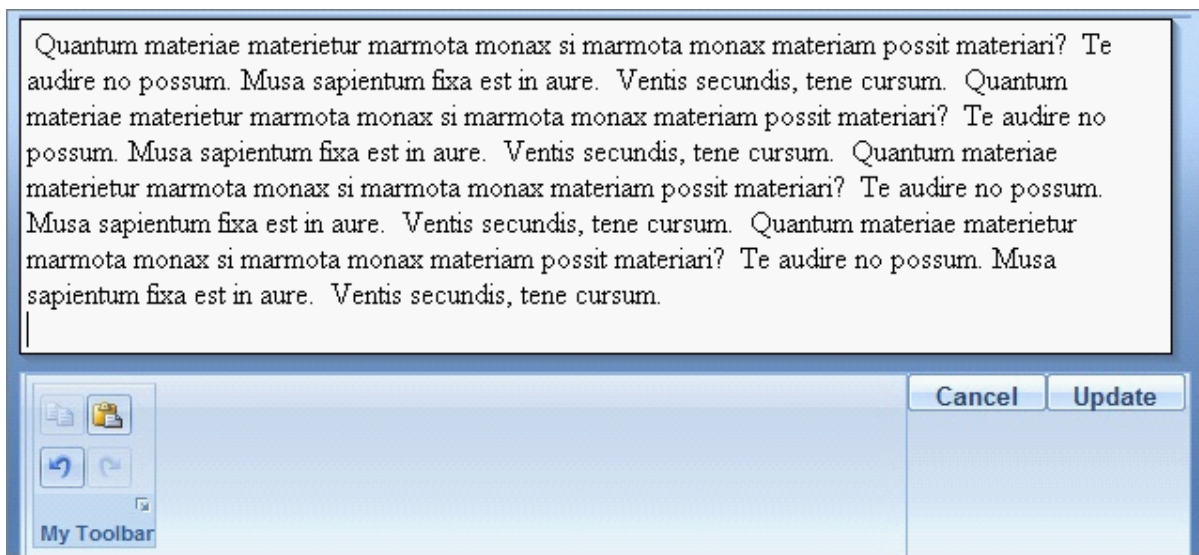 Quantum materiae materietur marmota monax si marmota monax materiam possit materiari?  Te
audire no possum. Musa sapientum fixa est in aure.  Ventis secundis, tene cursum.  Quantum
materiae materietur marmota monax si marmota monax materiam possit materiari?  Te audire no
possum. Musa sapientum fixa est in aure.  Ventis secundis, tene cursum.  Quantum materiae
materietur marmota monax si marmota monax materiam possit materiari?  Te audire no possum.
Musa sapientum fixa est in aure.  Ventis secundis, tene cursum.  Quantum materiae materietur
marmota monax si marmota monax materiam possit materiari?  Te audire no possum. Musa
sapientum fixa est in aure.  Ventis secundis, tene cursum.
Cancel Update
My Toolbar